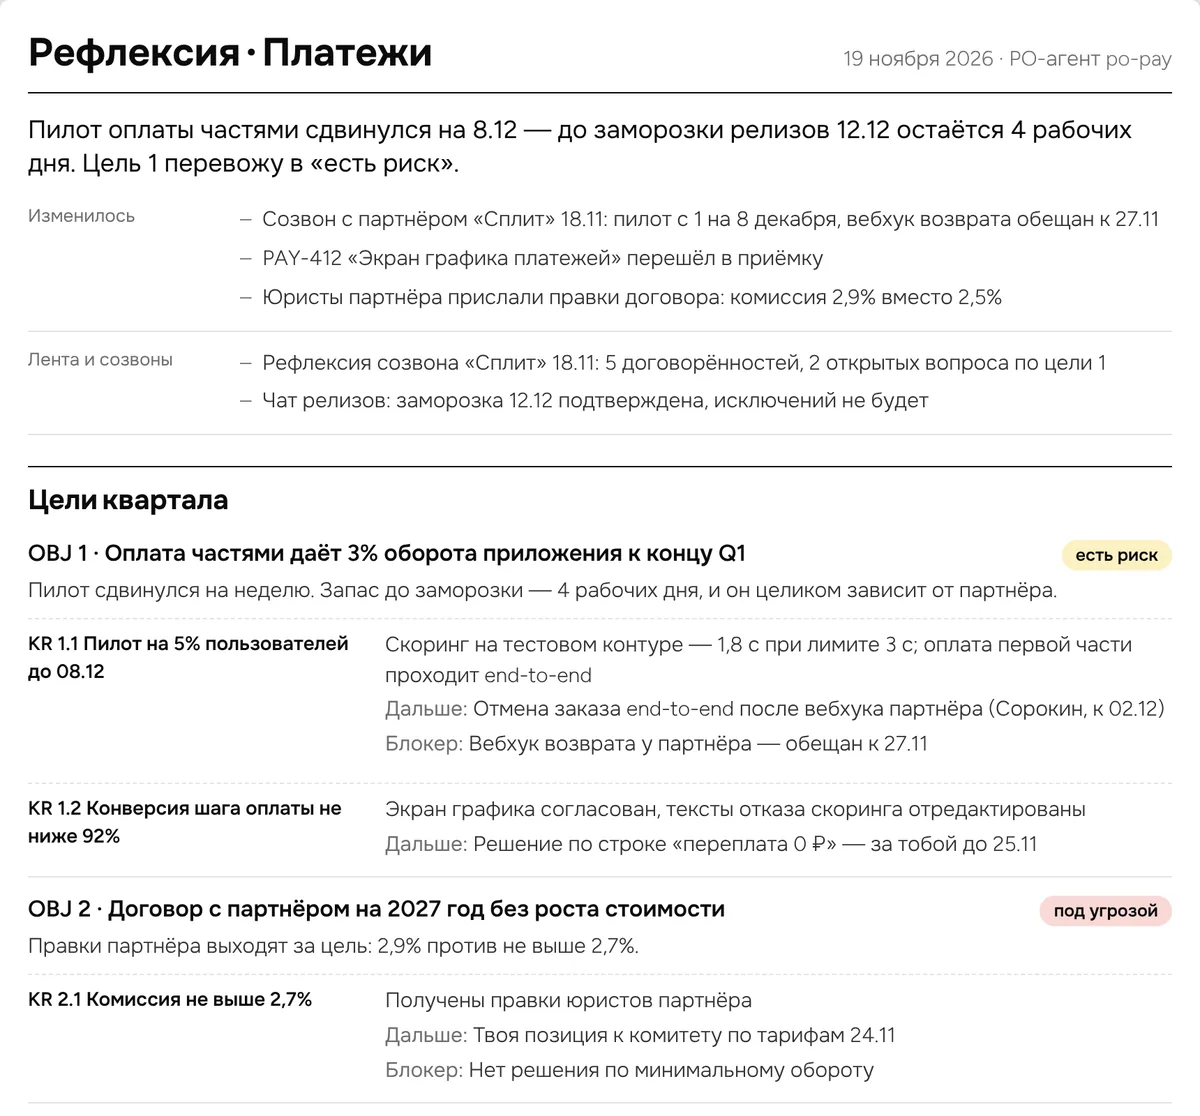 Рефлексия · Платежи
19 ноября 2026 · PO-агент po-pay
Пилот оплаты частями сдвинулся на 8.12 — до заморозки релизов 12.12 остаётся 4 рабочих
дня. Цель 1 перевожу в «есть риск».
Изменилось
– Созвон с партнёром «Сплит» 18.11: пилот с 1 на 8 декабря, вебхук возврата обещан к 27.11
– PAY-412 «Экран графика платежей» перешёл в приёмку
– Юристы партнёра прислали правки договора: комиссия 2,9% вместо 2,5%
Лента и созвоны
– Рефлексия созвона «Сплит» 18.11: 5 договорённостей, 2 открытых вопроса по цели 1
– Чат релизов: заморозка 12.12 подтверждена, исключений не будет
Цели квартала
OBJ 1 · Оплата частями даёт 3% оборота приложения к концу Q1
есть риск
Пилот сдвинулся на неделю. Запас до заморозки — 4 рабочих дня, и он целиком зависит от партнёра.
KR 1.1 Пилот на 5% пользователей
до 08.12
Скоринг на тестовом контуре — 1,8 с при лимите 3 с; оплата первой части
проходит end-to-end
Дальше: Отмена заказа end-to-end после вебхука партнёра (Сорокин, к 02.12)
Блокер: Вебхук возврата у партнёра — обещан к 27.11
KR 1.2 Конверсия шага оплаты не
ниже 92%
Экран графика согласован, тексты отказа скоринга отредактированы
Дальше: Решение по строке «переплата 0 ₽» — за тобой до 25.11
OBJ 2 · Договор с партнёром на 2027 год без роста стоимости
под угрозой
Правки партнёра выходят за цель: 2,9% против не выше 2,7%.
KR 2.1 Комиссия не выше 2,7%
Получены правки юристов партнёра
Дальше: Твоя позиция к комитету по тарифам 24.11
Блокер: Нет решения по минимальному обороту